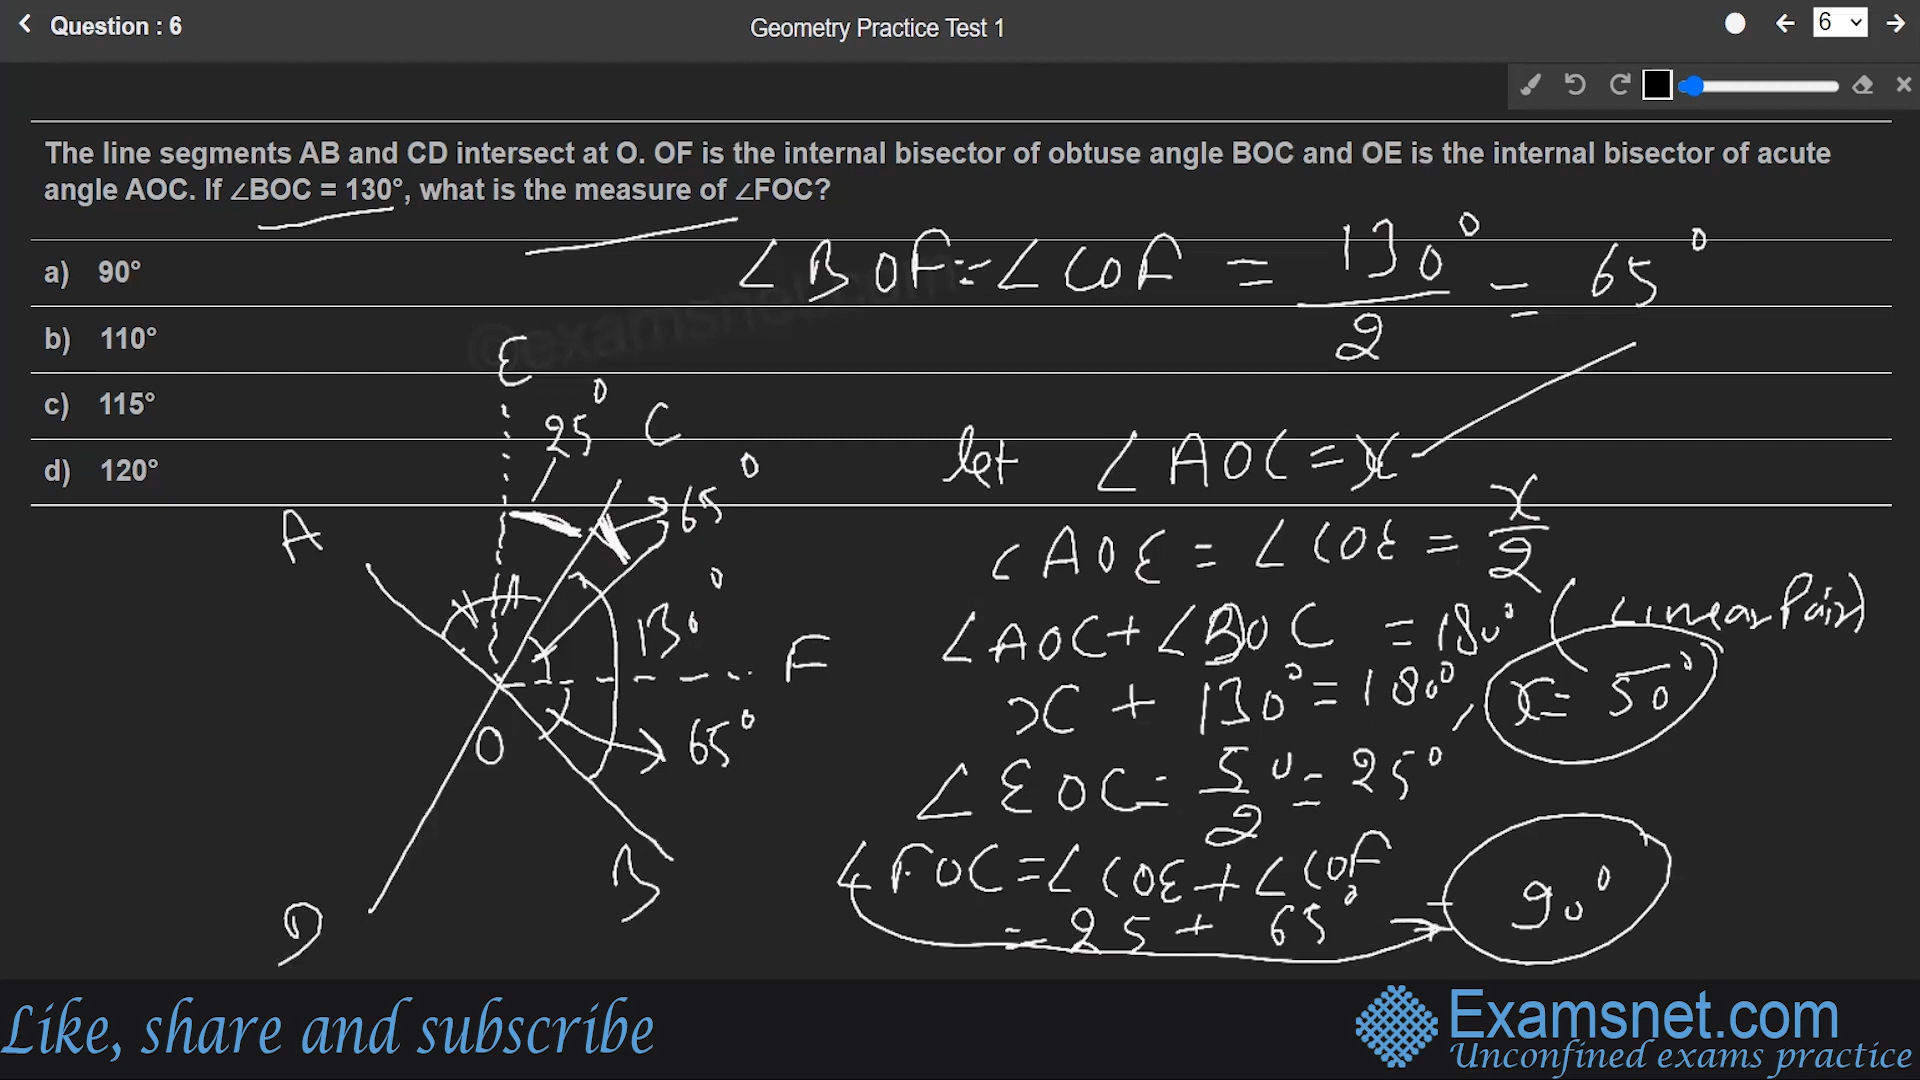 Question : 6
Geometry Practice Test 1
6
The line segments AB and CD intersect at O. OF is the internal bisector of obtuse angle BOC and OE is the internal bisector of acute
angle AOC. If ∠BOC = 130°, what is the measure of ∠FOC?
a) 90°
b) 110°
c) 115°
d) 120°
©examsnet.com
∠BOF = ∠COF = 130°/2 = 65°
let ∠AOC = x
∠AOE = ∠COE = x/2
∠AOC + ∠BOC = 180° (Linear Pair)
x + 130° = 180°, x = 50°
∠EOC = 50/2 = 25°
∠FOC = ∠COE + ∠COF
= 25 + 65° → 90°
E
25°
C
65°
A
130°
F
O
65°
B
D
Like, share and subscribe
Examsnet.com
Unconfined exams practice